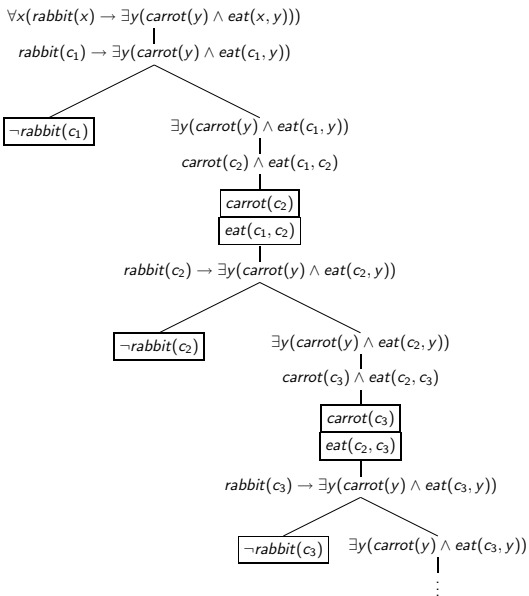 ∀x(rabbit(x) → ∃y(carrot(y) ∧ eat(x, y)))
rabbit(c₁) → ∃y(carrot(y) ∧ eat(c₁, y))
¬rabbit(c₁)
∃y(carrot(y) ∧ eat(c₁, y))
carrot(c₂) ∧ eat(c₁, c₂)
carrot(c₂)
eat(c₁, c₂)
rabbit(c₂) → ∃y(carrot(y) ∧ eat(c₂, y))
¬rabbit(c₂)
∃y(carrot(y) ∧ eat(c₂, y))
carrot(c₃) ∧ eat(c₂, c₃)
carrot(c₃)
eat(c₂, c₃)
rabbit(c₃) → ∃y(carrot(y) ∧ eat(c₃, y))
¬rabbit(c₃)
∃y(carrot(y) ∧ eat(c₃, y))
⋮